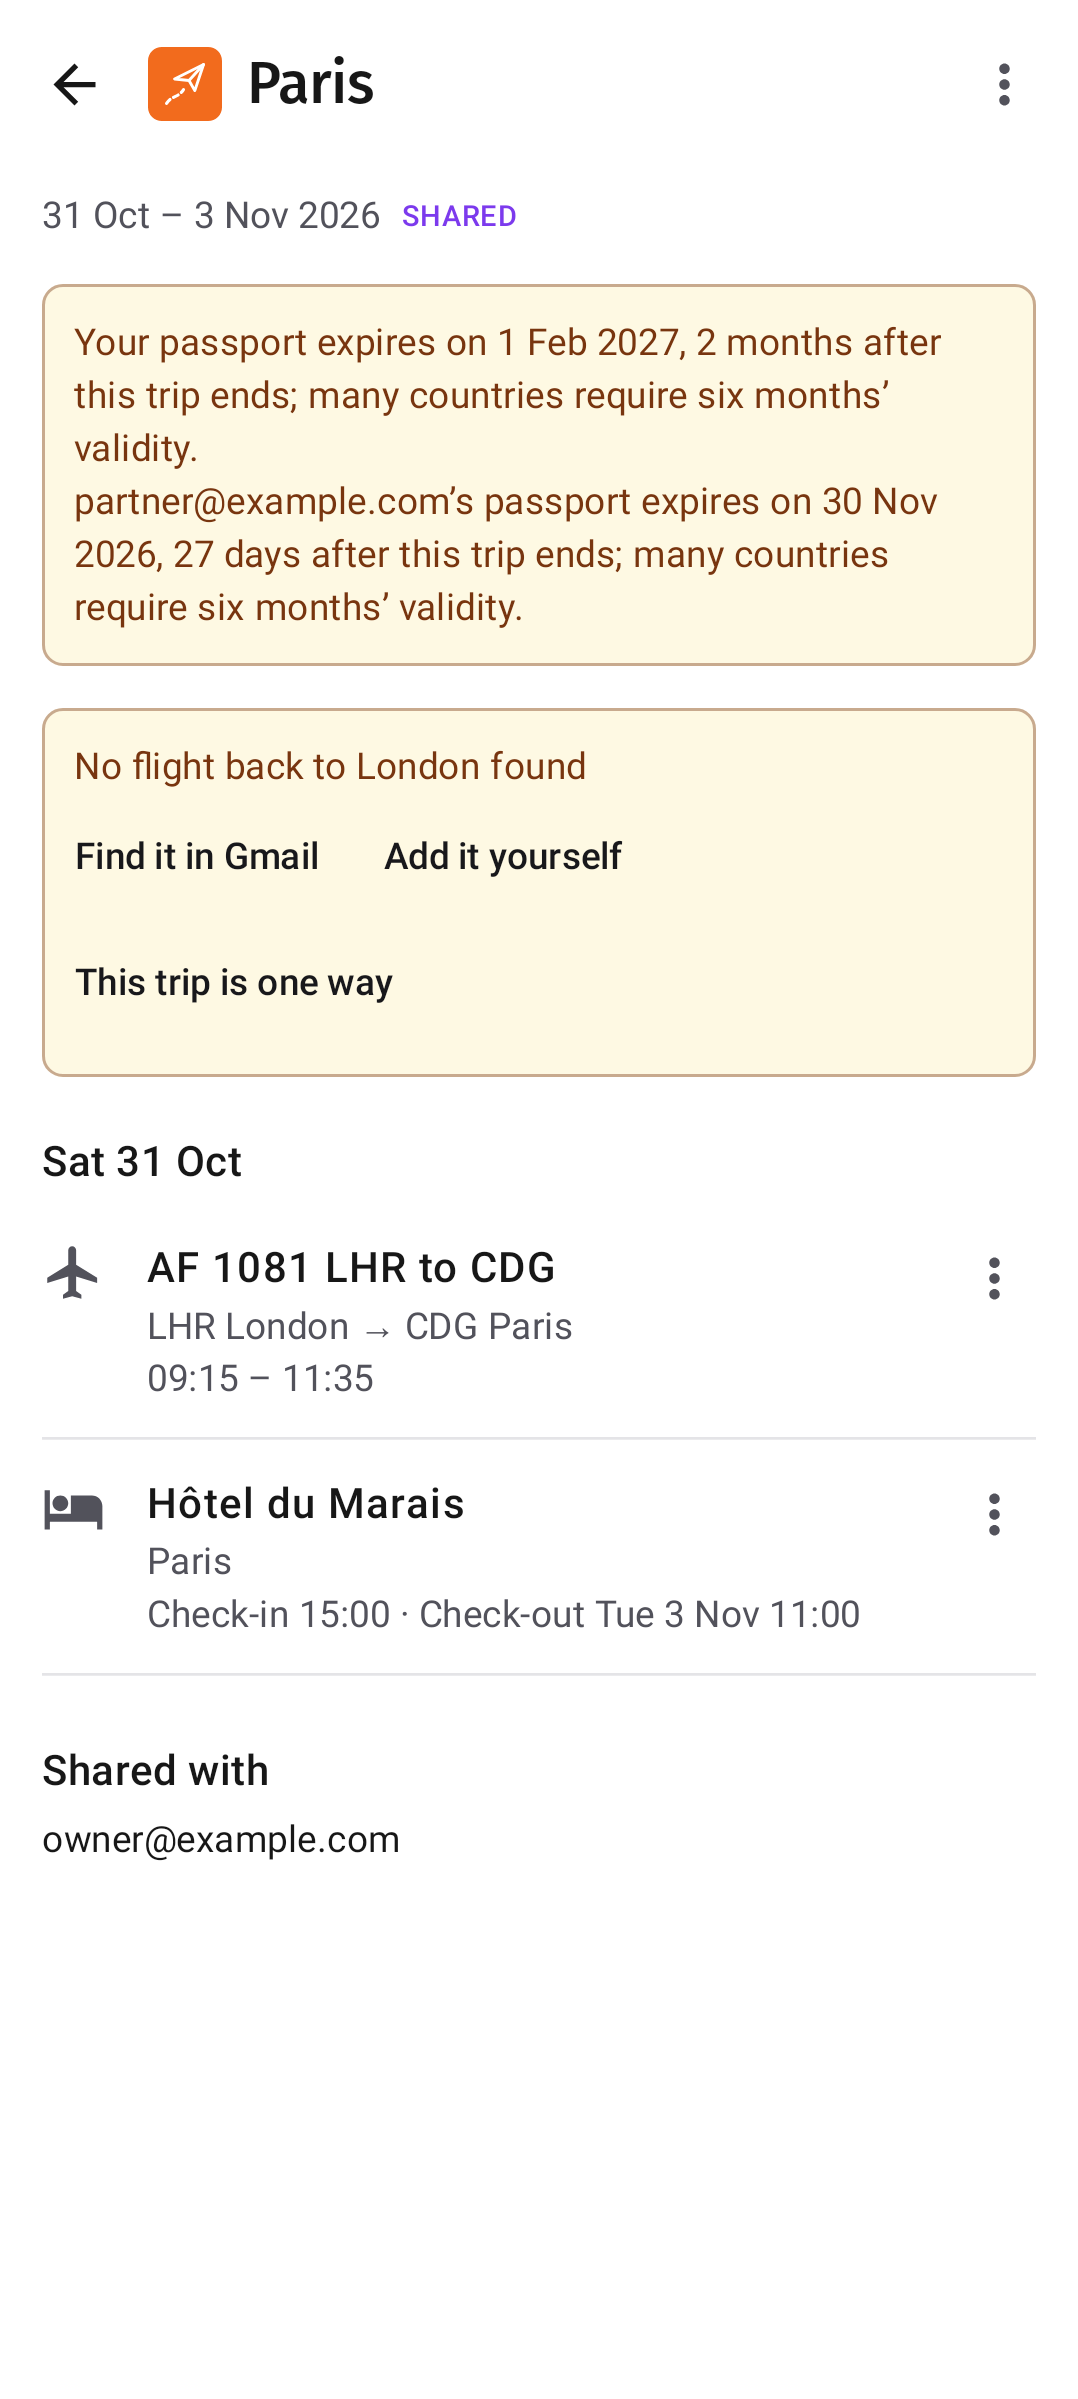 Paris
31 Oct – 3 Nov 2026 SHARED
Your passport expires on 1 Feb 2027, 2 months after
this trip ends; many countries require six months’
validity.
partner@example.com’s passport expires on 30 Nov
2026, 27 days after this trip ends; many countries
require six months’ validity.
No flight back to London found
Find it in Gmail Add it yourself
This trip is one way
Sat 31 Oct
AF 1081 LHR to CDG
LHR London → CDG Paris
09:15 – 11:35
Hôtel du Marais
Paris
Check-in 15:00 · Check-out Tue 3 Nov 11:00
Shared with
owner@example.com